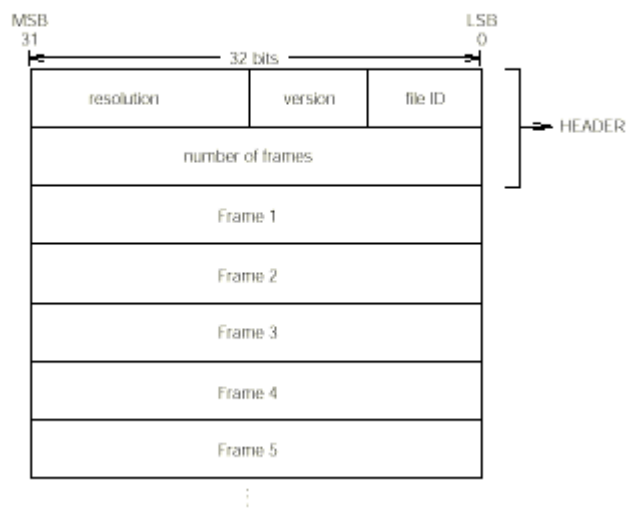 MSB LSB
31 0
32 bits
resolution version file ID
HEADER
number of frames
Frame 1
Frame 2
Frame 3
Frame 4
Frame 5